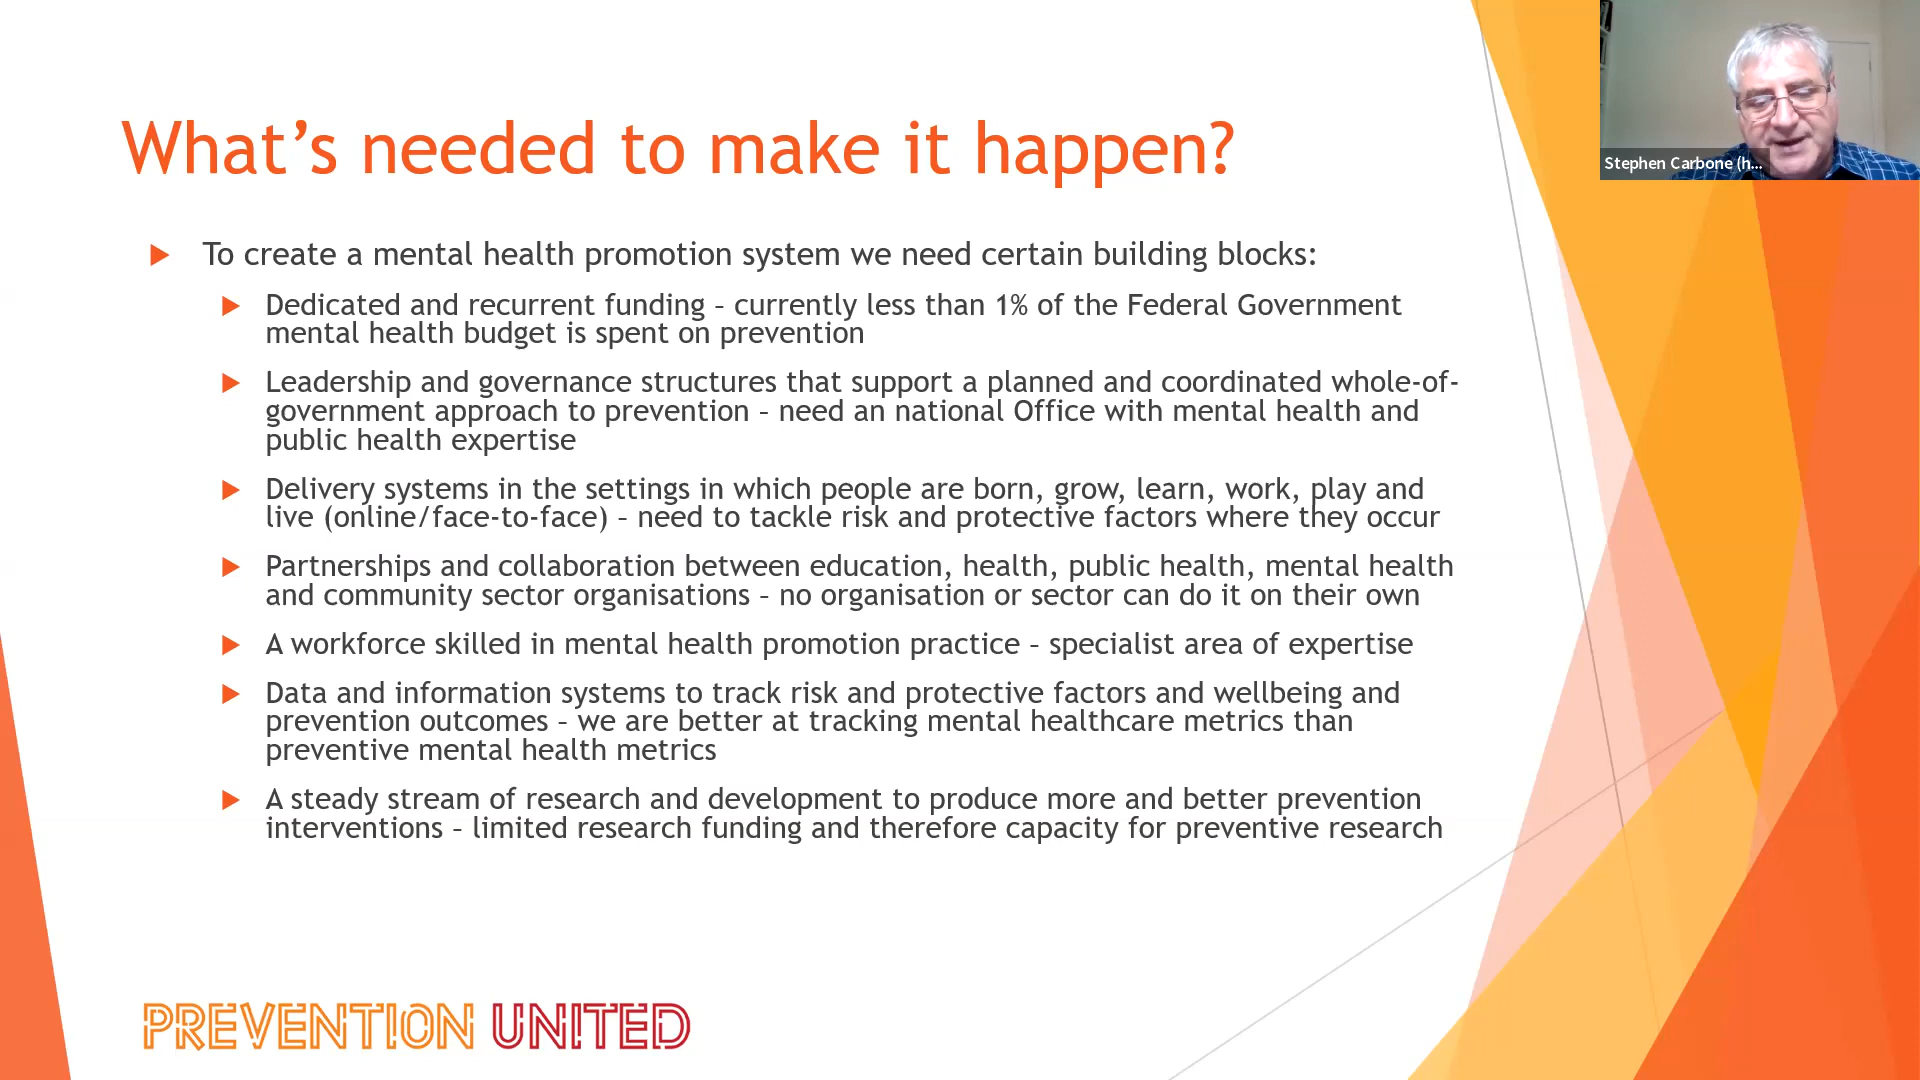 What’s needed to make it happen?
Stephen Carbone (h...
To create a mental health promotion system we need certain building blocks:
Dedicated and recurrent funding – currently less than 1% of the Federal Government
mental health budget is spent on prevention
Leadership and governance structures that support a planned and coordinated whole-of-
government approach to prevention – need an national Office with mental health and
public health expertise
Delivery systems in the settings in which people are born, grow, learn, work, play and
live (online/face-to-face) – need to tackle risk and protective factors where they occur
Partnerships and collaboration between education, health, public health, mental health
and community sector organisations – no organisation or sector can do it on their own
A workforce skilled in mental health promotion practice – specialist area of expertise
Data and information systems to track risk and protective factors and wellbeing and
prevention outcomes – we are better at tracking mental healthcare metrics than
preventive mental health metrics
A steady stream of research and development to produce more and better prevention
interventions – limited research funding and therefore capacity for preventive research
PREVENTION UNITED